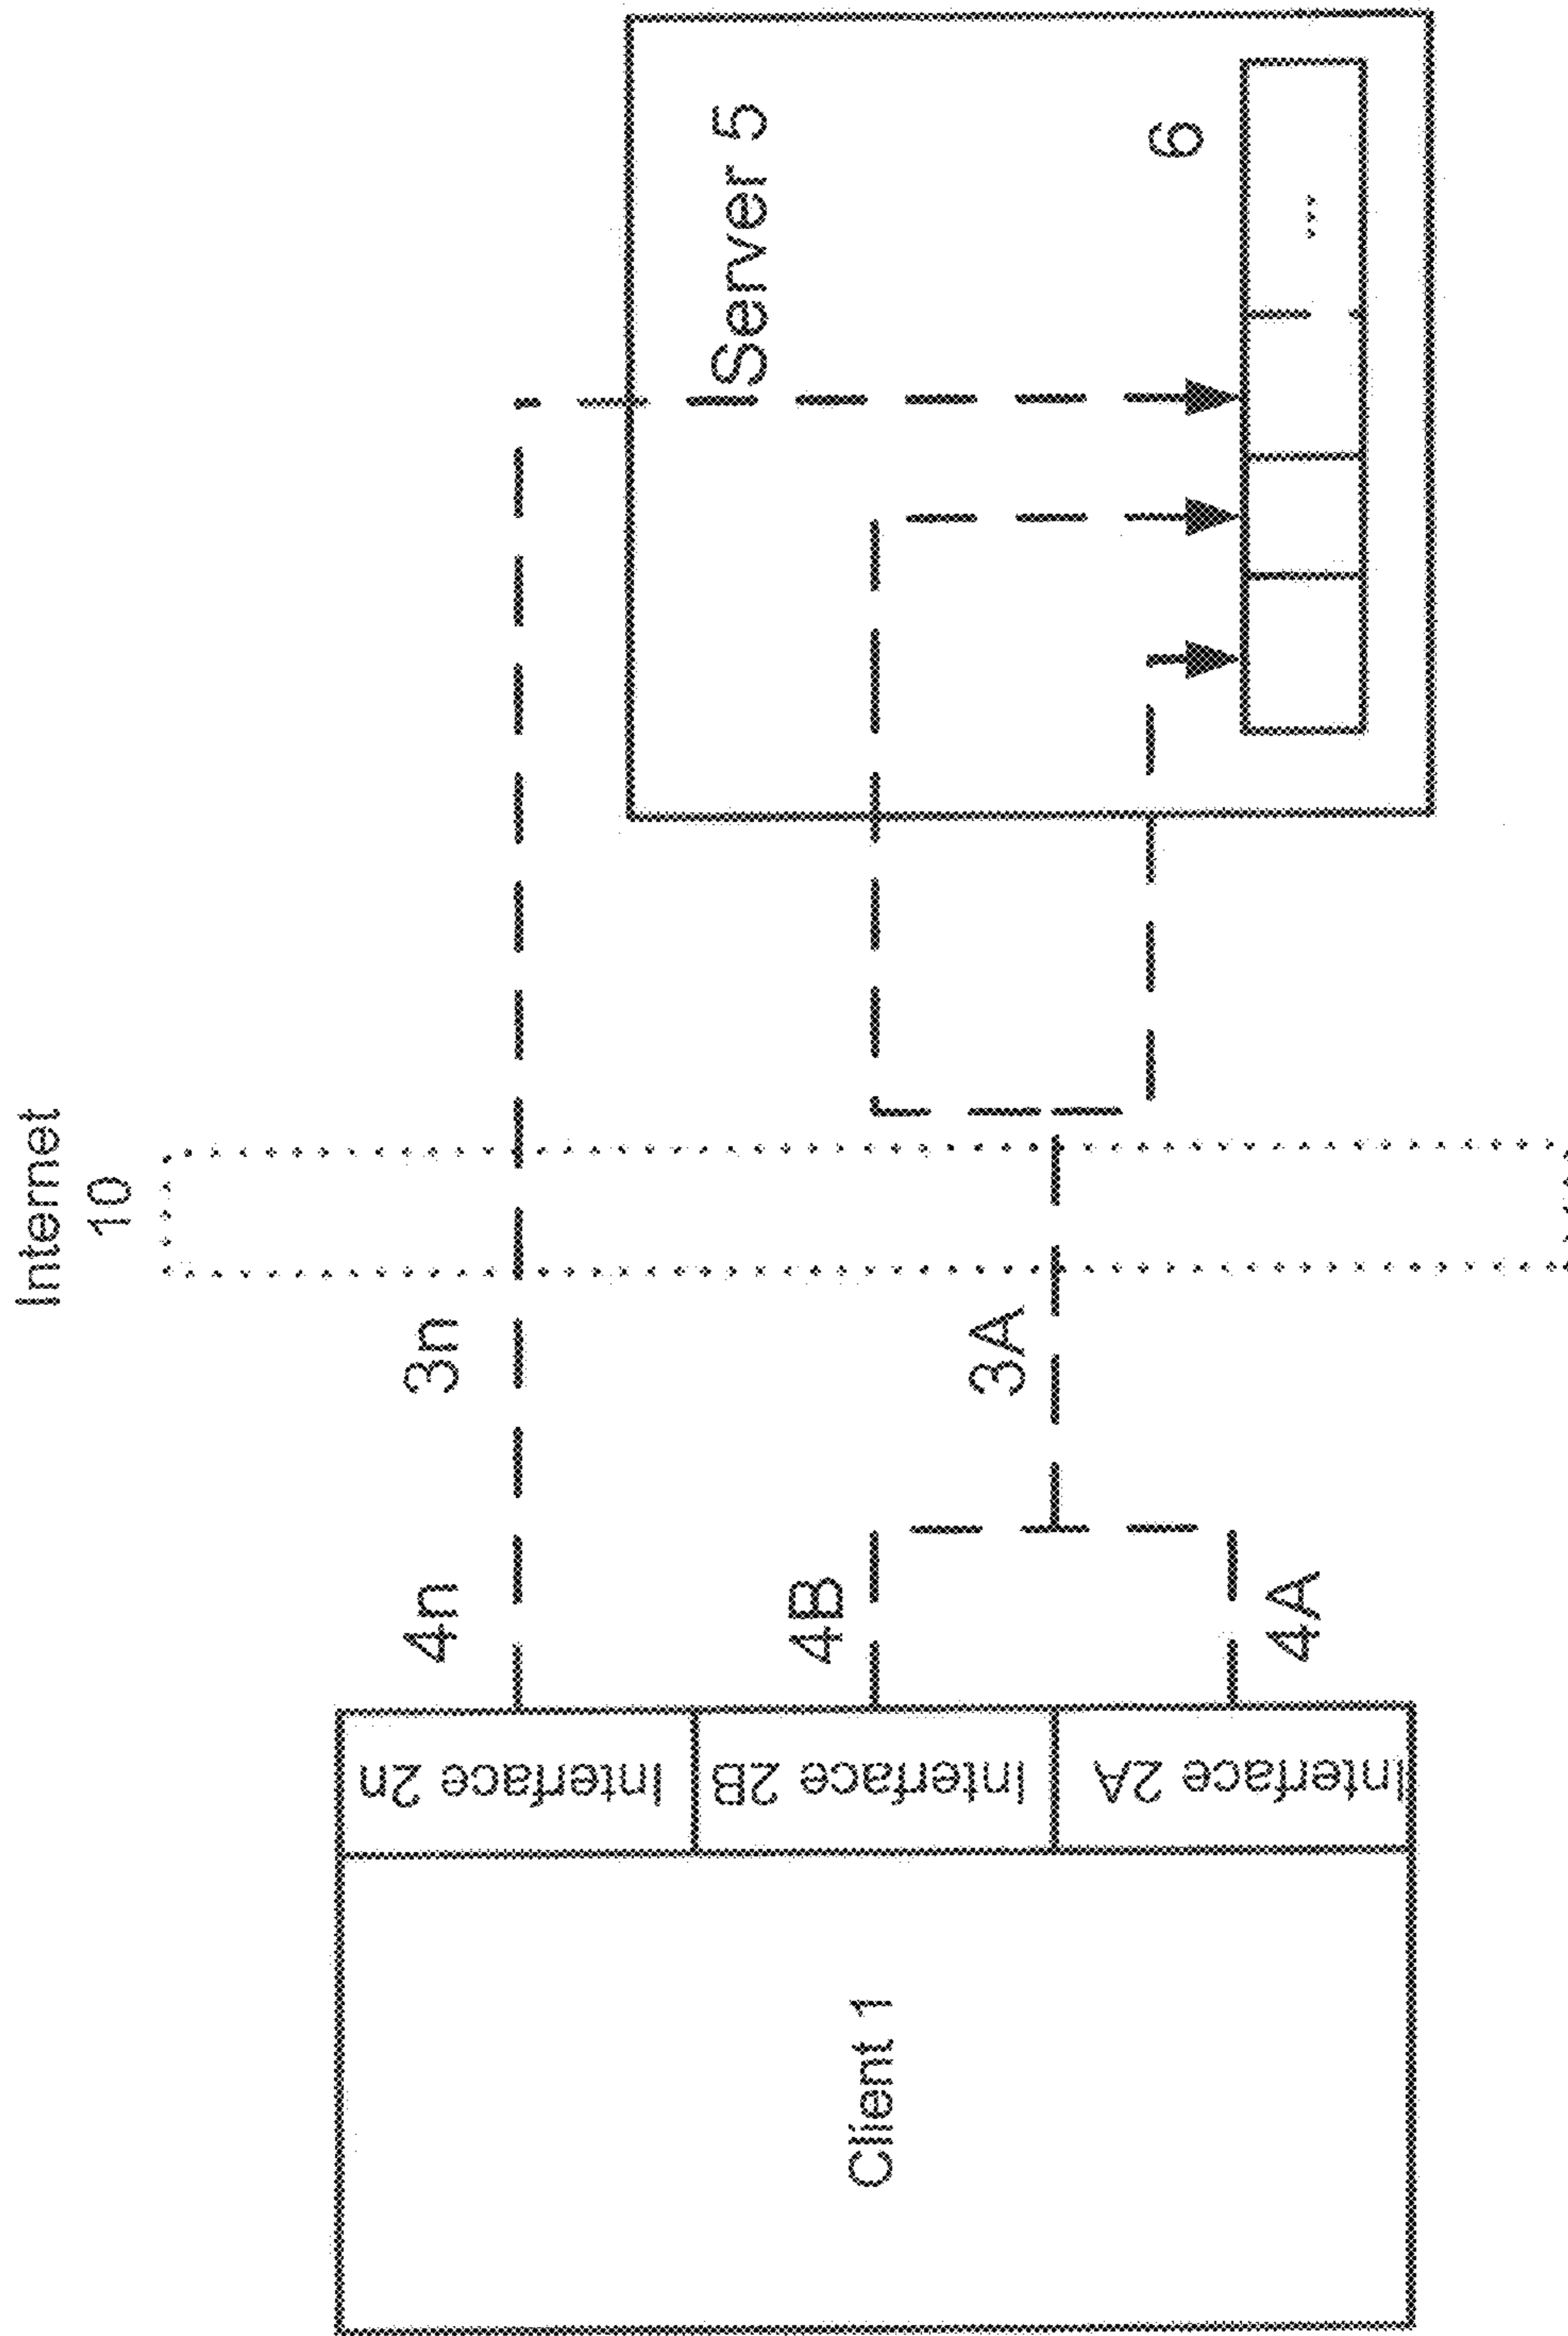 Internet
10
Server 5
6
3n
3A
4n
4B
4A
Interface 2n
Interface 2B
Interface 2A
Client 1
...